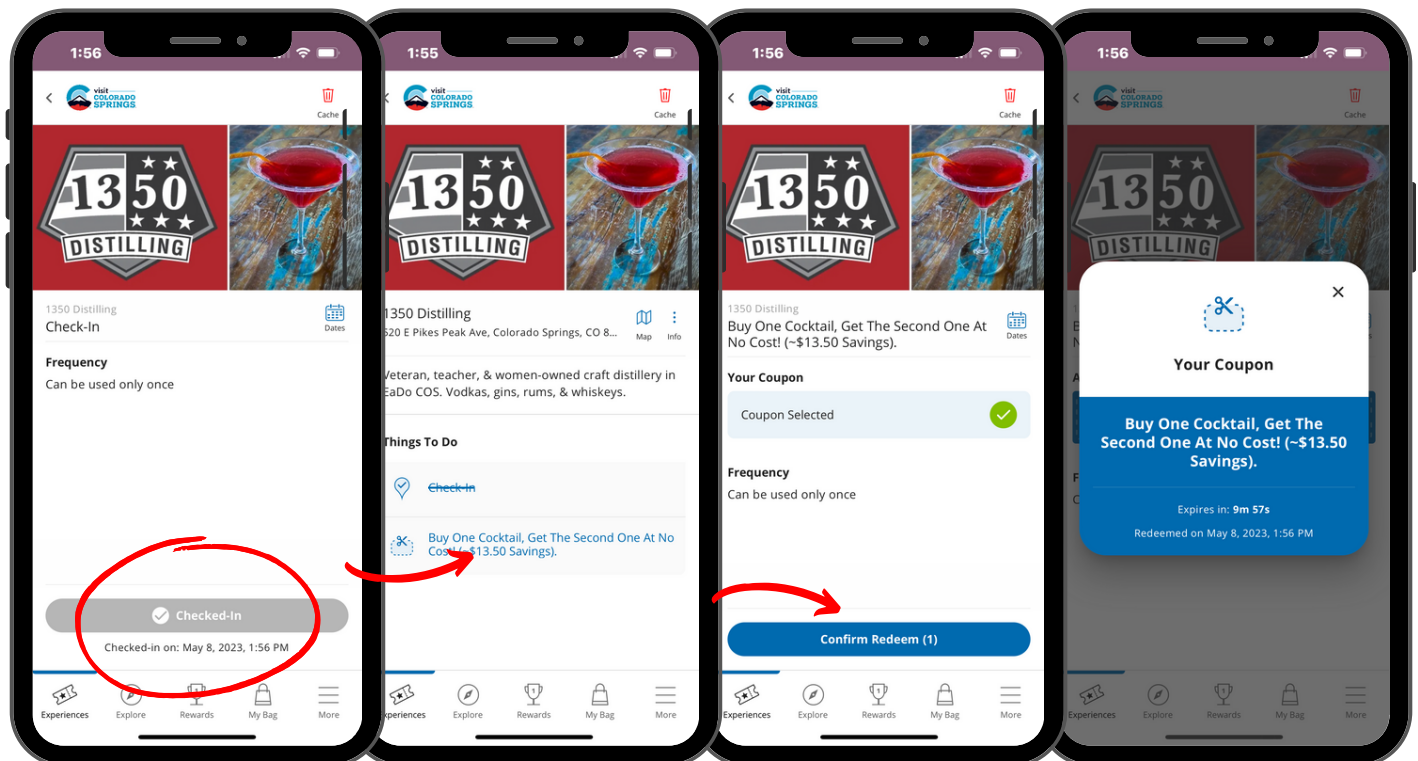 1:56
visit
COLORADO
SPRINGS
Cache
1350
DISTILLING
1350 Distilling
Check-In
Dates
Frequency
Can be used only once
Checked-In
Checked-in on: May 8, 2023, 1:56 PM
Experiences
Explore
Rewards
My Bag
More
1:55
visit
COLORADO
SPRINGS
Cache
1350
DISTILLING
1350 Distilling
520 E Pikes Peak Ave, Colorado Springs, CO 8...
Map
Info
Veteran, teacher, & women-owned craft distillery in
EaDo COS. Vodkas, gins, rums, & whiskeys.
Things To Do
Check-In
Buy One Cocktail, Get The Second One At No
Cost! (~$13.50 Savings).
Experiences
Explore
Rewards
My Bag
More
1:56
visit
COLORADO
SPRINGS
Cache
1350
DISTILLING
1350 Distilling
Buy One Cocktail, Get The Second One At
No Cost! (~$13.50 Savings).
Dates
Your Coupon
Coupon Selected
Frequency
Can be used only once
Confirm Redeem (1)
Experiences
Explore
Rewards
My Bag
More
1:56
visit
COLORADO
SPRINGS
Cache
1350
DISTILLING
Your Coupon
Buy One Cocktail, Get The
Second One At No Cost! (~$13.50
Savings).
Expires in: 9m 57s
Redeemed on May 8, 2023, 1:56 PM
Experiences
Explore
Rewards
My Bag
More